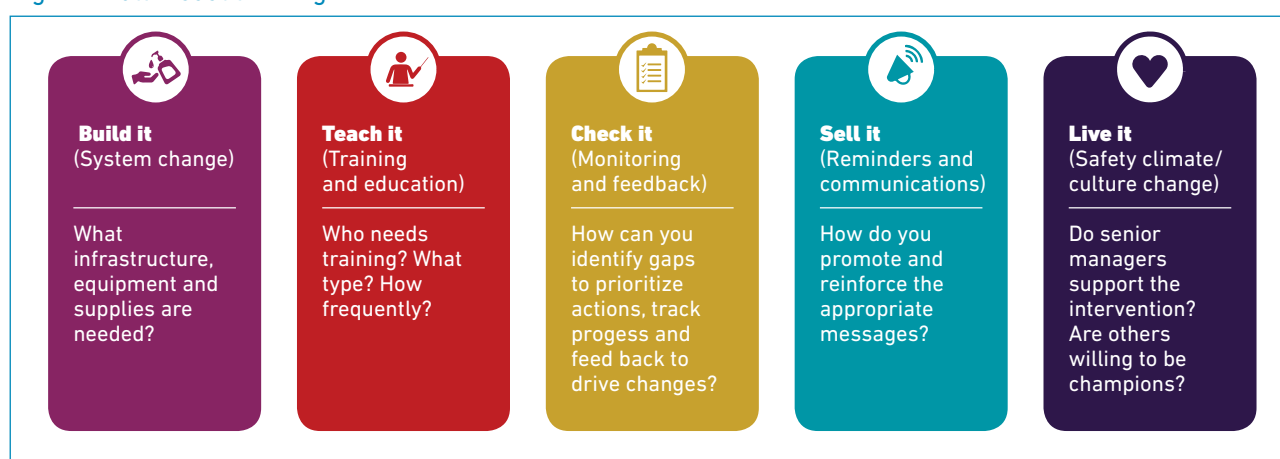 Build it
(System change)
What
infrastructure,
equipment and
supplies are
needed?
Teach it
(Training
and education)
Who needs
training? What
type? How
frequently?
Check it
(Monitoring
and feedback)
How can you
identify gaps
to prioritize
actions, track
progess and
feed back to
drive changes?
Sell it
(Reminders and
communications)
How do you
promote and
reinforce the
appropriate
messages?
Live it
(Safety climate/
culture change)
Do senior
managers
support the
intervention?
Are others
willing to be
champions?